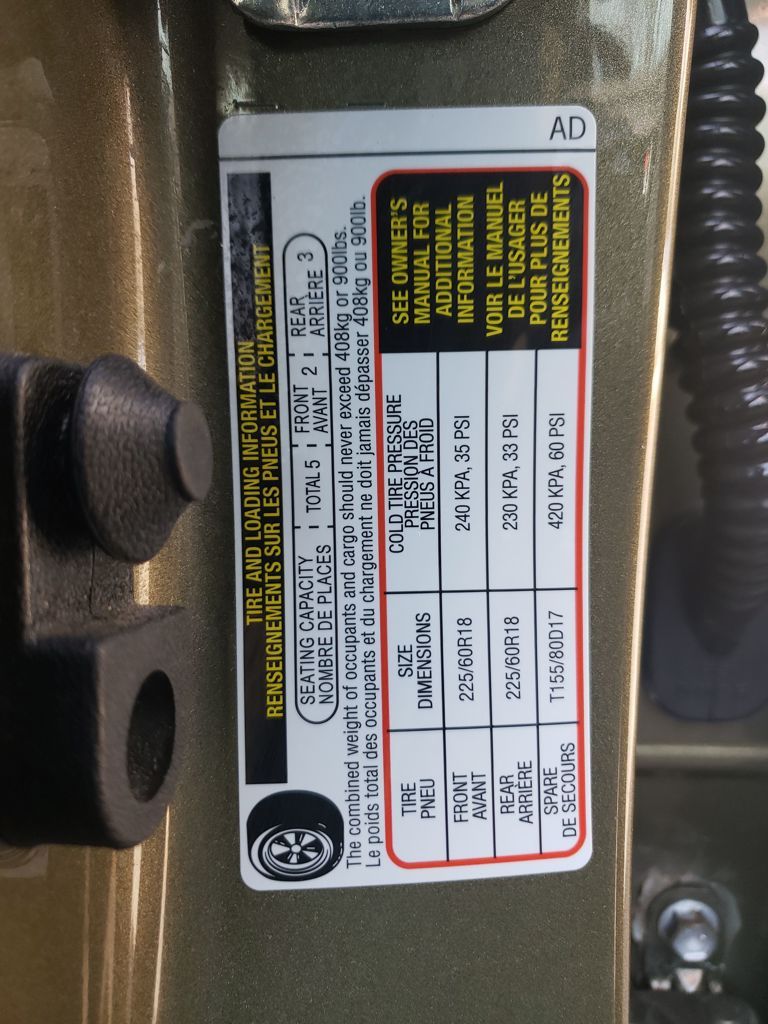 AD
TIRE AND LOADING INFORMATION
RENSEIGNEMENTS SUR LES PNEUS ET LE CHARGEMENT
SEATING CAPACITY TOTAL 5 FRONT 2 REAR 3
NOMBRE DE PLACES AVANT ARRIÈRE
The combined weight of occupants and cargo should never exceed 408kg or 900lbs.
Le poids total des occupants et du chargement ne doit jamais dépasser 408kg ou 900lb.
TIRE SIZE COLD TIRE PRESSURE
PNEU DIMENSIONS PRESSION DES
PNEUS À FROID
FRONT 225/60R18 240 KPA, 35 PSI
AVANT
REAR 225/60R18 230 KPA, 33 PSI
ARRIÈRE
SPARE T155/80D17 420 KPA, 60 PSI
DE SECOURS
SEE OWNER'S
MANUAL FOR
ADDITIONAL
INFORMATION
VOIR LE MANUEL
DE L'USAGER
POUR PLUS DE
RENSEIGNEMENTS